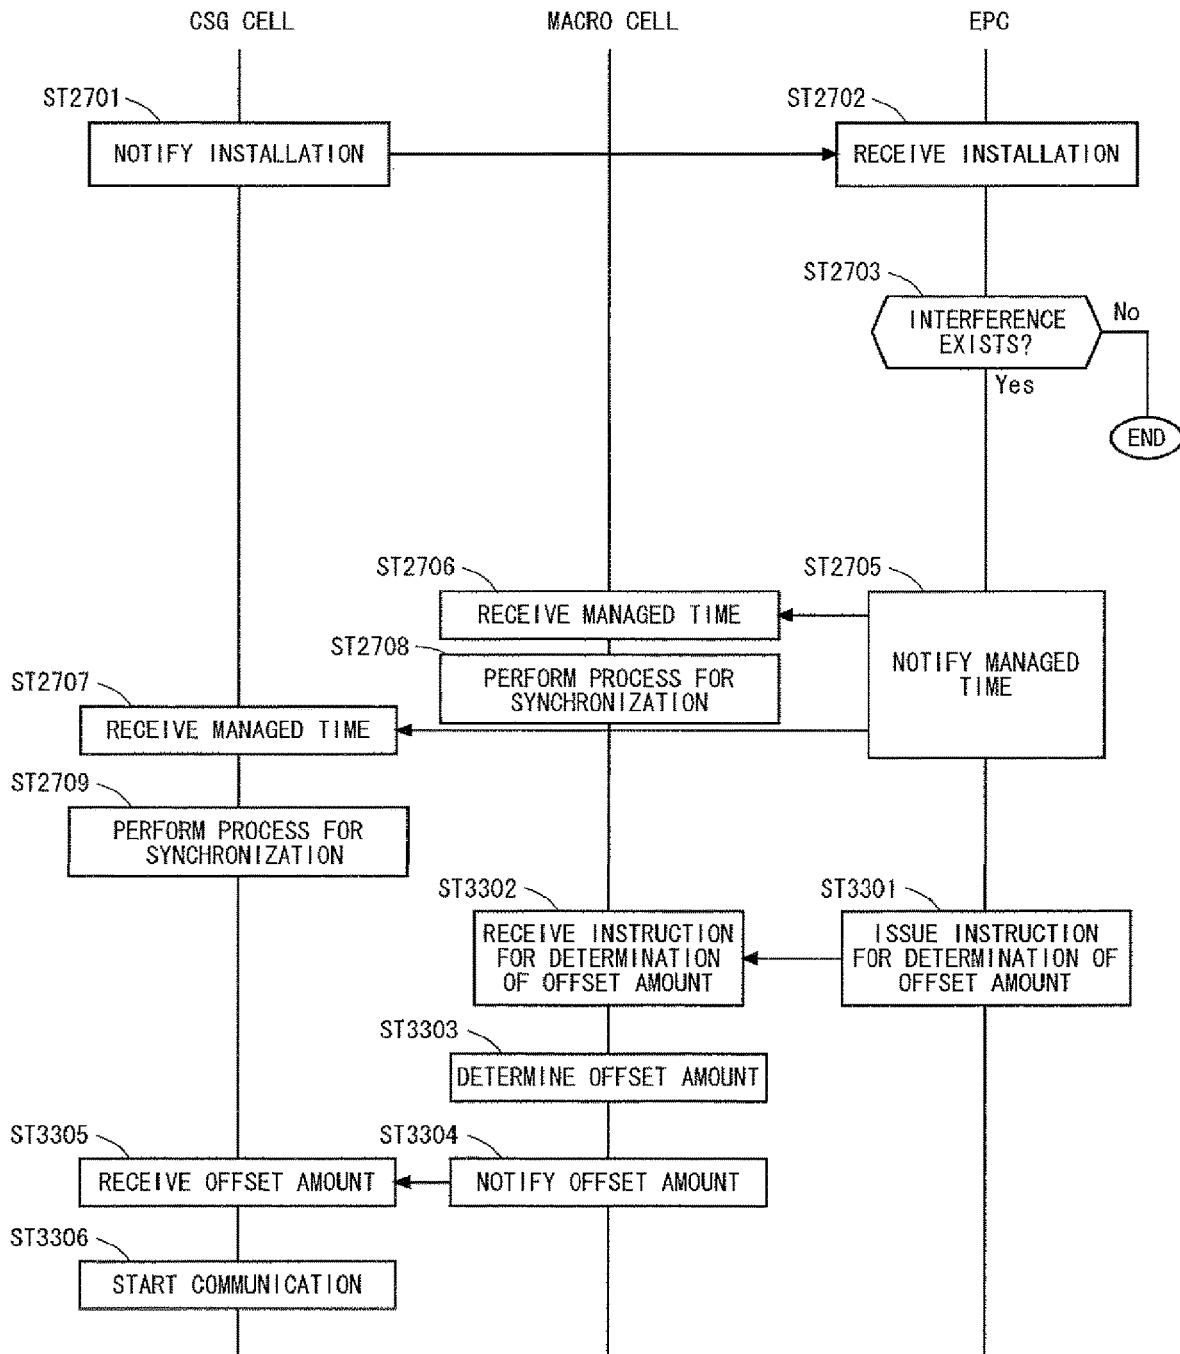 CSG CELL
MACRO CELL
EPC
ST2701
NOTIFY INSTALLATION
ST2702
RECEIVE INSTALLATION
ST2703
INTERFERENCE
EXISTS?
No
Yes
END
ST2706
RECEIVE MANAGED TIME
ST2705
NOTIFY MANAGED
TIME
ST2708
PERFORM PROCESS FOR
SYNCHRONIZATION
ST2707
RECEIVE MANAGED TIME
ST2709
PERFORM PROCESS FOR
SYNCHRONIZATION
ST3302
RECEIVE INSTRUCTION
FOR DETERMINATION
OF OFFSET AMOUNT
ST3301
ISSUE INSTRUCTION
FOR DETERMINATION OF
OFFSET AMOUNT
ST3303
DETERMINE OFFSET AMOUNT
ST3305
RECEIVE OFFSET AMOUNT
ST3304
NOTIFY OFFSET AMOUNT
ST3306
START COMMUNICATION